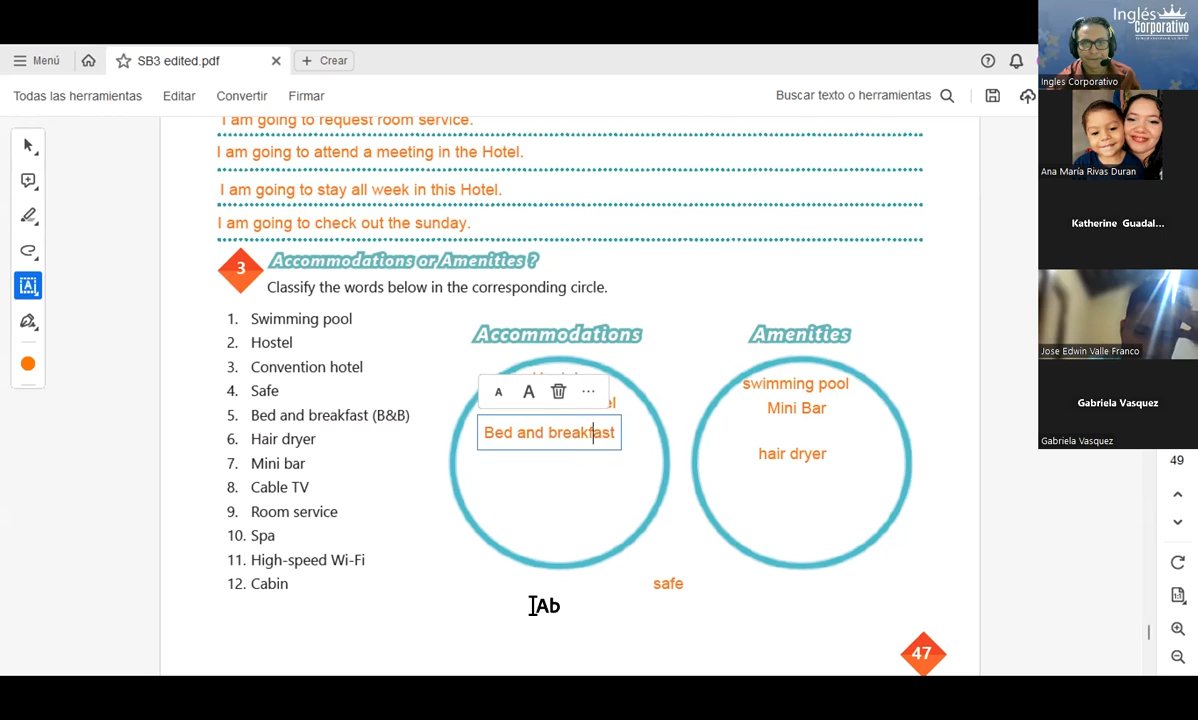 Menú
SB3 edited.pdf
Crear
Todas las herramientas
Editar
Convertir
Firmar
Buscar texto o herramientas
I am going to request room service.
I am going to attend a meeting in the Hotel.
I am going to stay all week in this Hotel.
I am going to check out the sunday.
3
Accommodations or Amenities ?
Classify the words below in the corresponding circle.
1. Swimming pool
2. Hostel
3. Convention hotel
4. Safe
5. Bed and breakfast (B&B)
6. Hair dryer
7. Mini bar
8. Cable TV
9. Room service
10. Spa
11. High-speed Wi-Fi
12. Cabin
Accommodations
A
A
...
el
Bed and breakfast
Amenities
swimming pool
Mini Bar
hair dryer
safe
Ab
47
49
Inglés
Corporativo
Ingles Corporativo
Ana María Rivas Duran
Katherine Guadal...
Jose Edwin Valle Franco
Gabriela Vasquez
Gabriela Vasquez